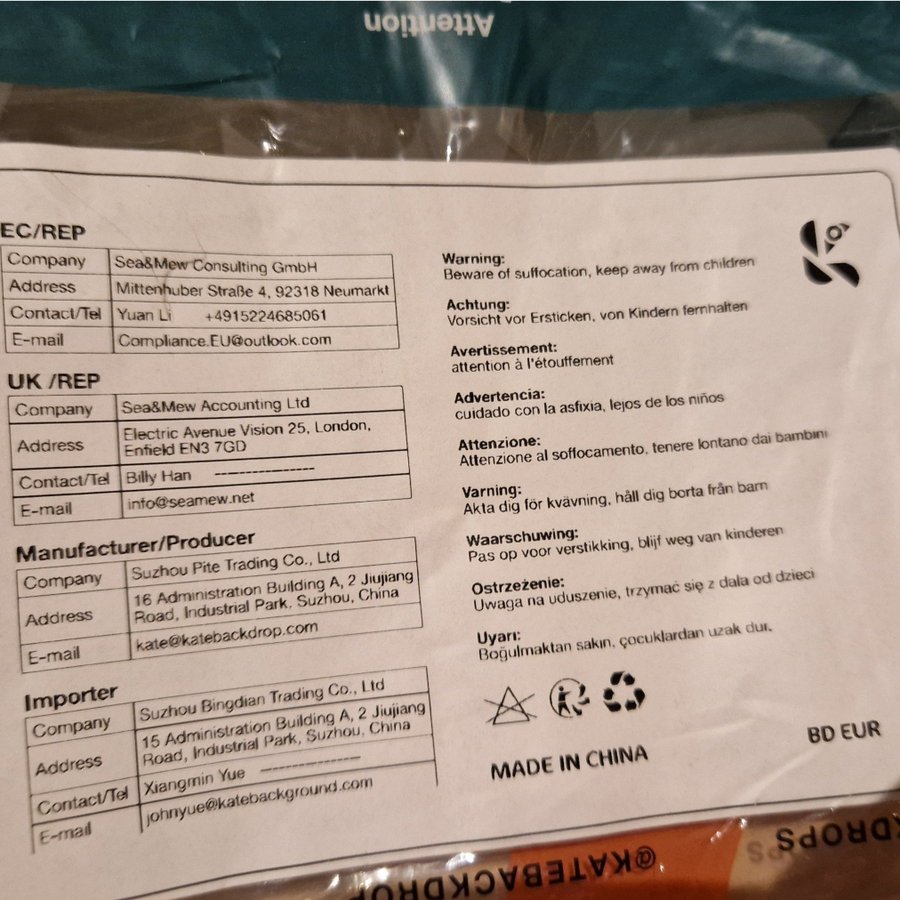 Attention
EC/REP
Company Sea&Mew Consulting GmbH
Address Mittenhuber Straße 4, 92318 Neumarkt
Contact/Tel Yuan Li +4915224685061
E-mail Compliance.EU@outlook.com
UK /REP
Company Sea&Mew Accounting Ltd
Address Electric Avenue Vision 25, London,
Enfield EN3 7GD
Contact/Tel Billy Han ---------------
E-mail info@seamew.net
Manufacturer/Producer
Company Suzhou Pite Trading Co., Ltd
Address 16 Administration Building A, 2 Jiujiang
Road, Industrial Park, Suzhou, China
E-mail kate@katebackdrop.com
Importer
Company Suzhou Bingdian Trading Co., Ltd
Address 15 Administration Building A, 2 Jiujiang
Road, Industrial Park, Suzhou, China
Contact/Tel Xiangmin Yue ---------------
E-mail johnyue@katebackground.com
Warning:
Beware of suffocation, keep away from children
Achtung:
Vorsicht vor Ersticken, von Kindern fernhalten
Avertissement:
attention à l'étouffement
Advertencia:
cuidado con la asfixia, lejos de los niños
Attenzione:
Attenzione al soffocamento, tenere lontano dai bambini
Varning:
Akta dig för kvävning, håll dig borta från barn
Waarschuwing:
Pas op voor verstikking, blijf weg van kinderen
Ostrzeżenie:
Uwaga na uduszenie, trzymać się z dala od dzieci
Uyarı:
Boğulmaktan sakın, çocuklardan uzak dur.
MADE IN CHINA
BD EUR
@KATEBACKDROPS